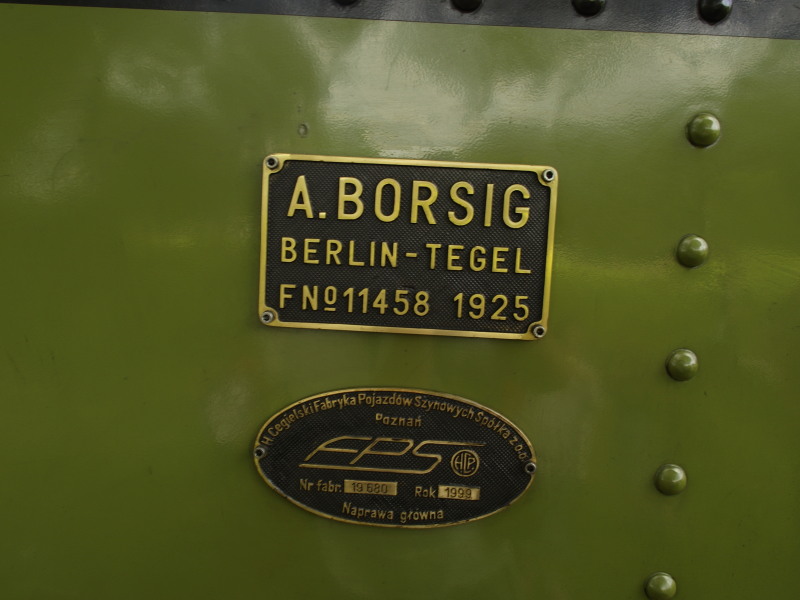 A. BORSIG
BERLIN-TEGEL
FNº11458 1925
H. Cegielski Fabryka Pojazdów Szynowych Spółka z o.o.
Poznań
FPS HCP
Nr fabr. 19 680 Rok 1999
Naprawa główna